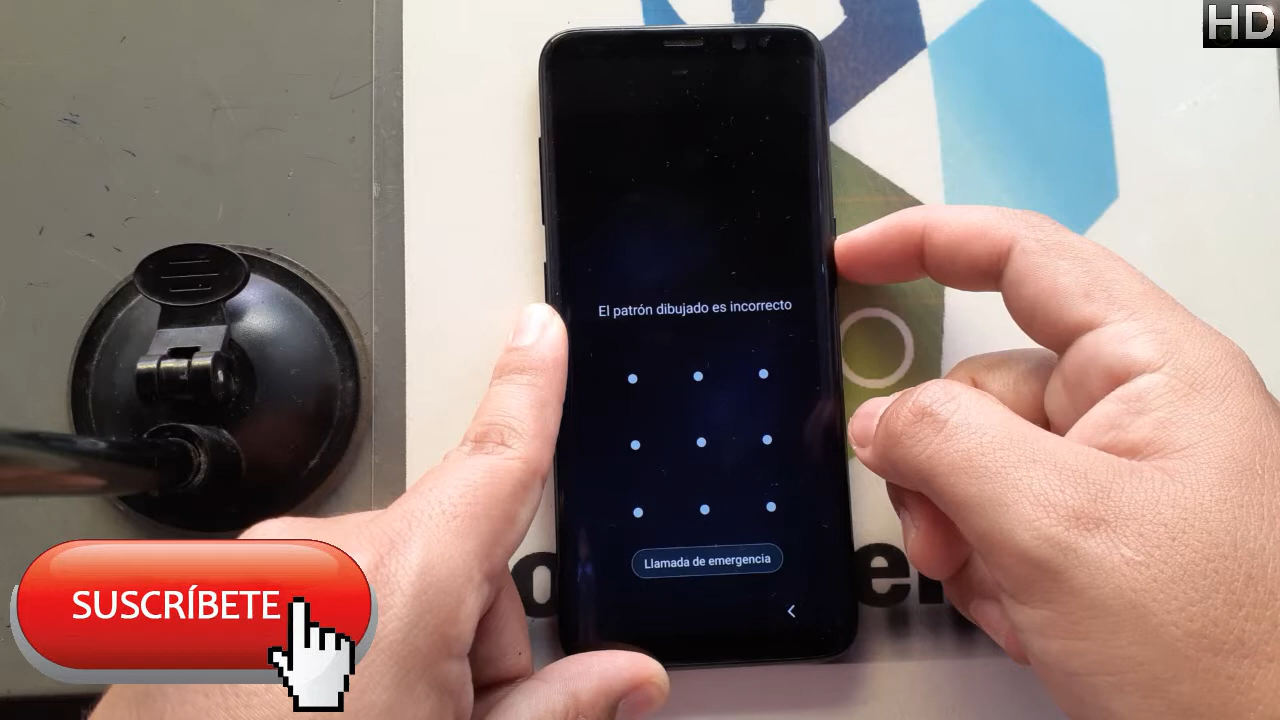 HD
El patrón dibujado es incorrecto
Llamada de emergencia
SUSCRÍBETE